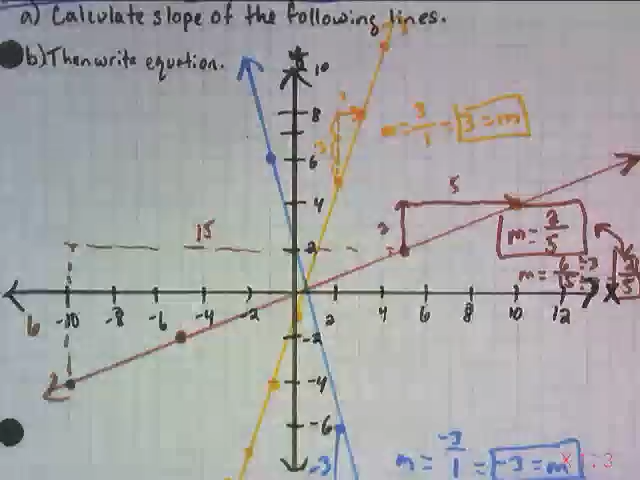 a) Calculate slope of the following lines.
b) Then write equation.
10
8
6
4
2
-2
-4
-6
-10 -8 -6 -4 -2 2 4 6 8 10 12
15
5
m = 3/1 = 3 = m
m = 2/5
m = 6/15
x
-3
m = -3/1 = -3 = m